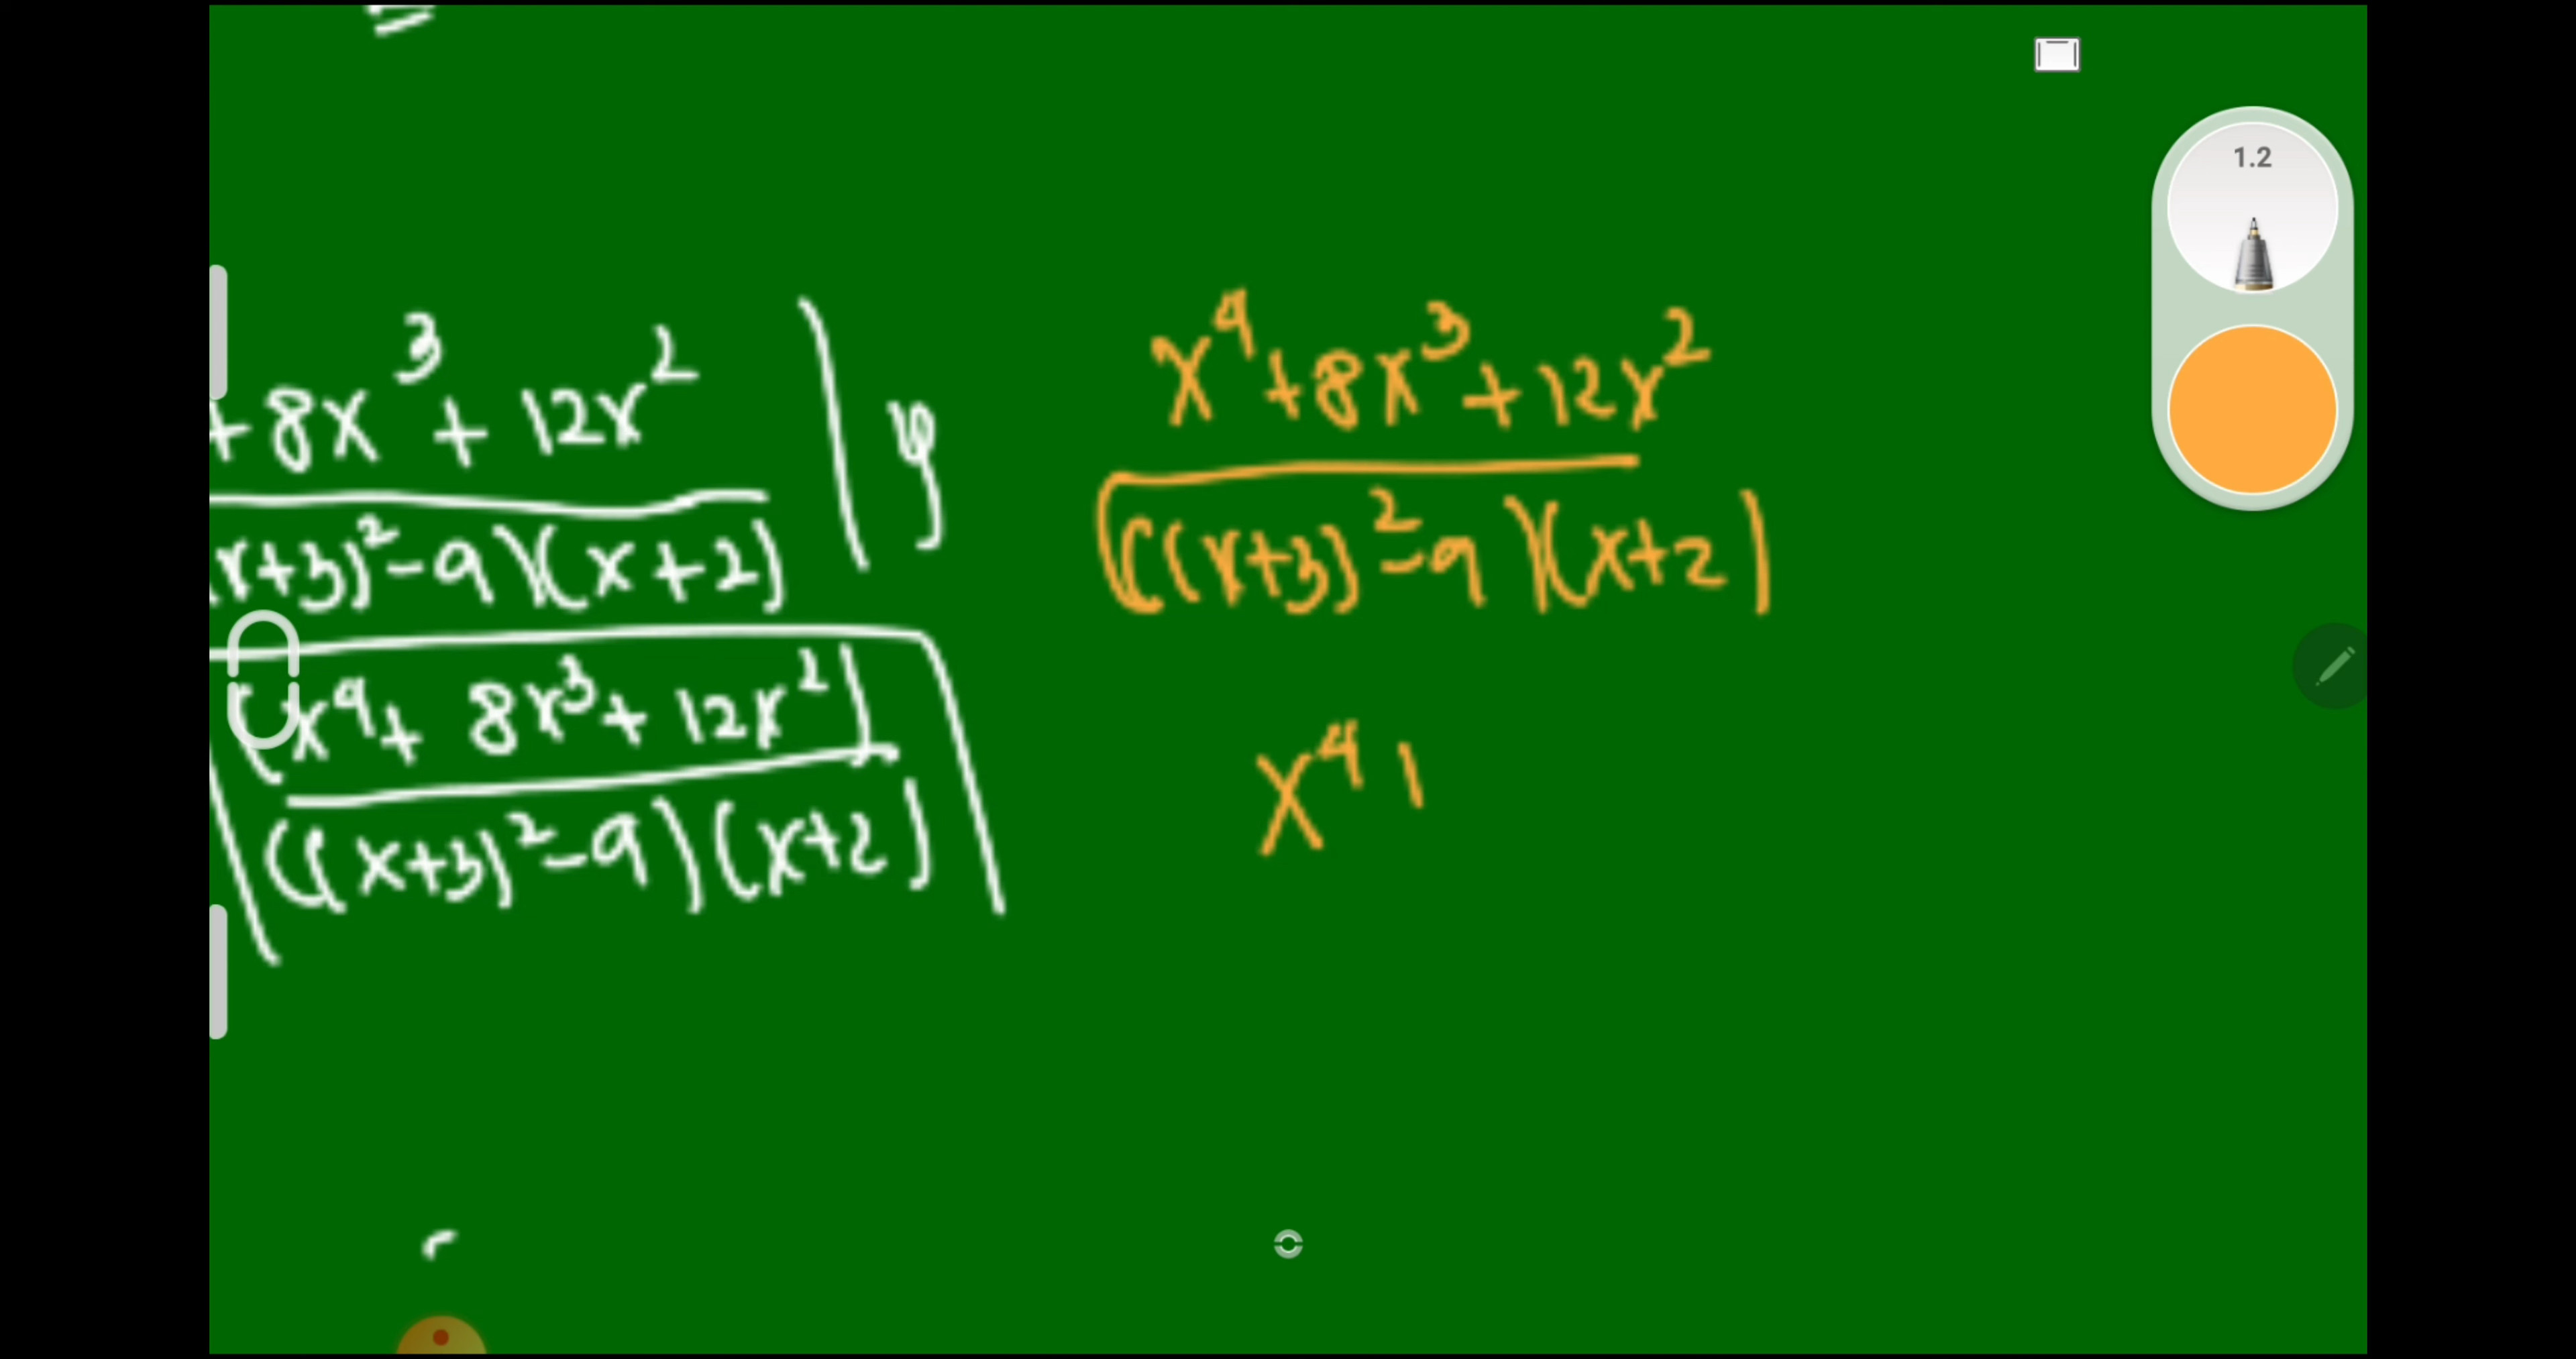 +8x³ + 12x²
(x+3)²-9)(x+2)
(x⁴+ 8x³+ 12x²)
((x+3)²-9)(x+2)
x⁴+8x³+12x²
(((x+3)²-9)(x+2)
x⁴
1.2